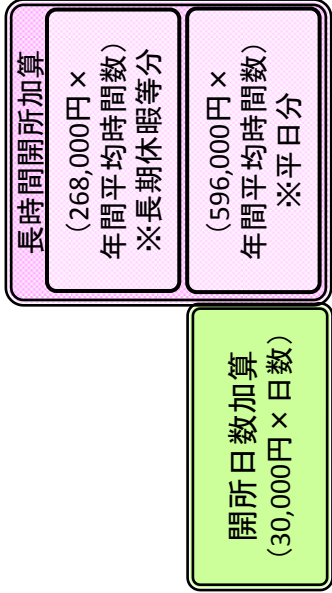 長時間開所加算
（268,000円×
年間平均時間数）
※長期休暇等分
（596,000円×
年間平均時間数）
※平日分
開所日数加算
（30,000円×日数）